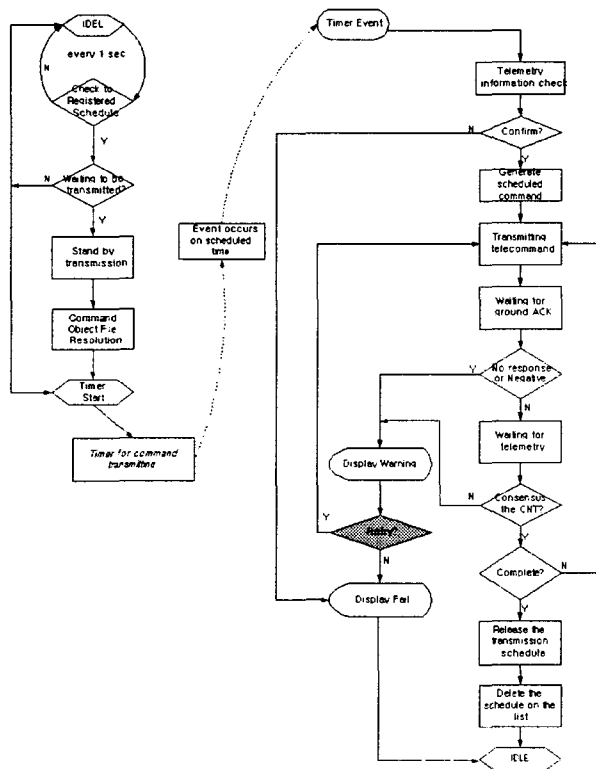 IDEL
every 1 sec
N
Check to
Registered
Schedule
Y
N
Waiting to be
transmitted?
Y
Stand by
transmission
Command
Object File
Resolution
Timer
Start
Timer for command
transmitting
Event occurs
on scheduled
time
Timer Event
Telemetry
information check
N
Confirm?
Y
Generate
scheduled
command
Transmitting
telecommand
Waiting for
ground ACK
Y
No response
or Negative
N
Waiting for
telemetry
Display Warning
N
Consensus
the CNT?
Y
Y
Retry?
N
Complete?
N
Y
Display Fail
Release the
transmission
schedule
Delete the
schedule on the
list
IDLE